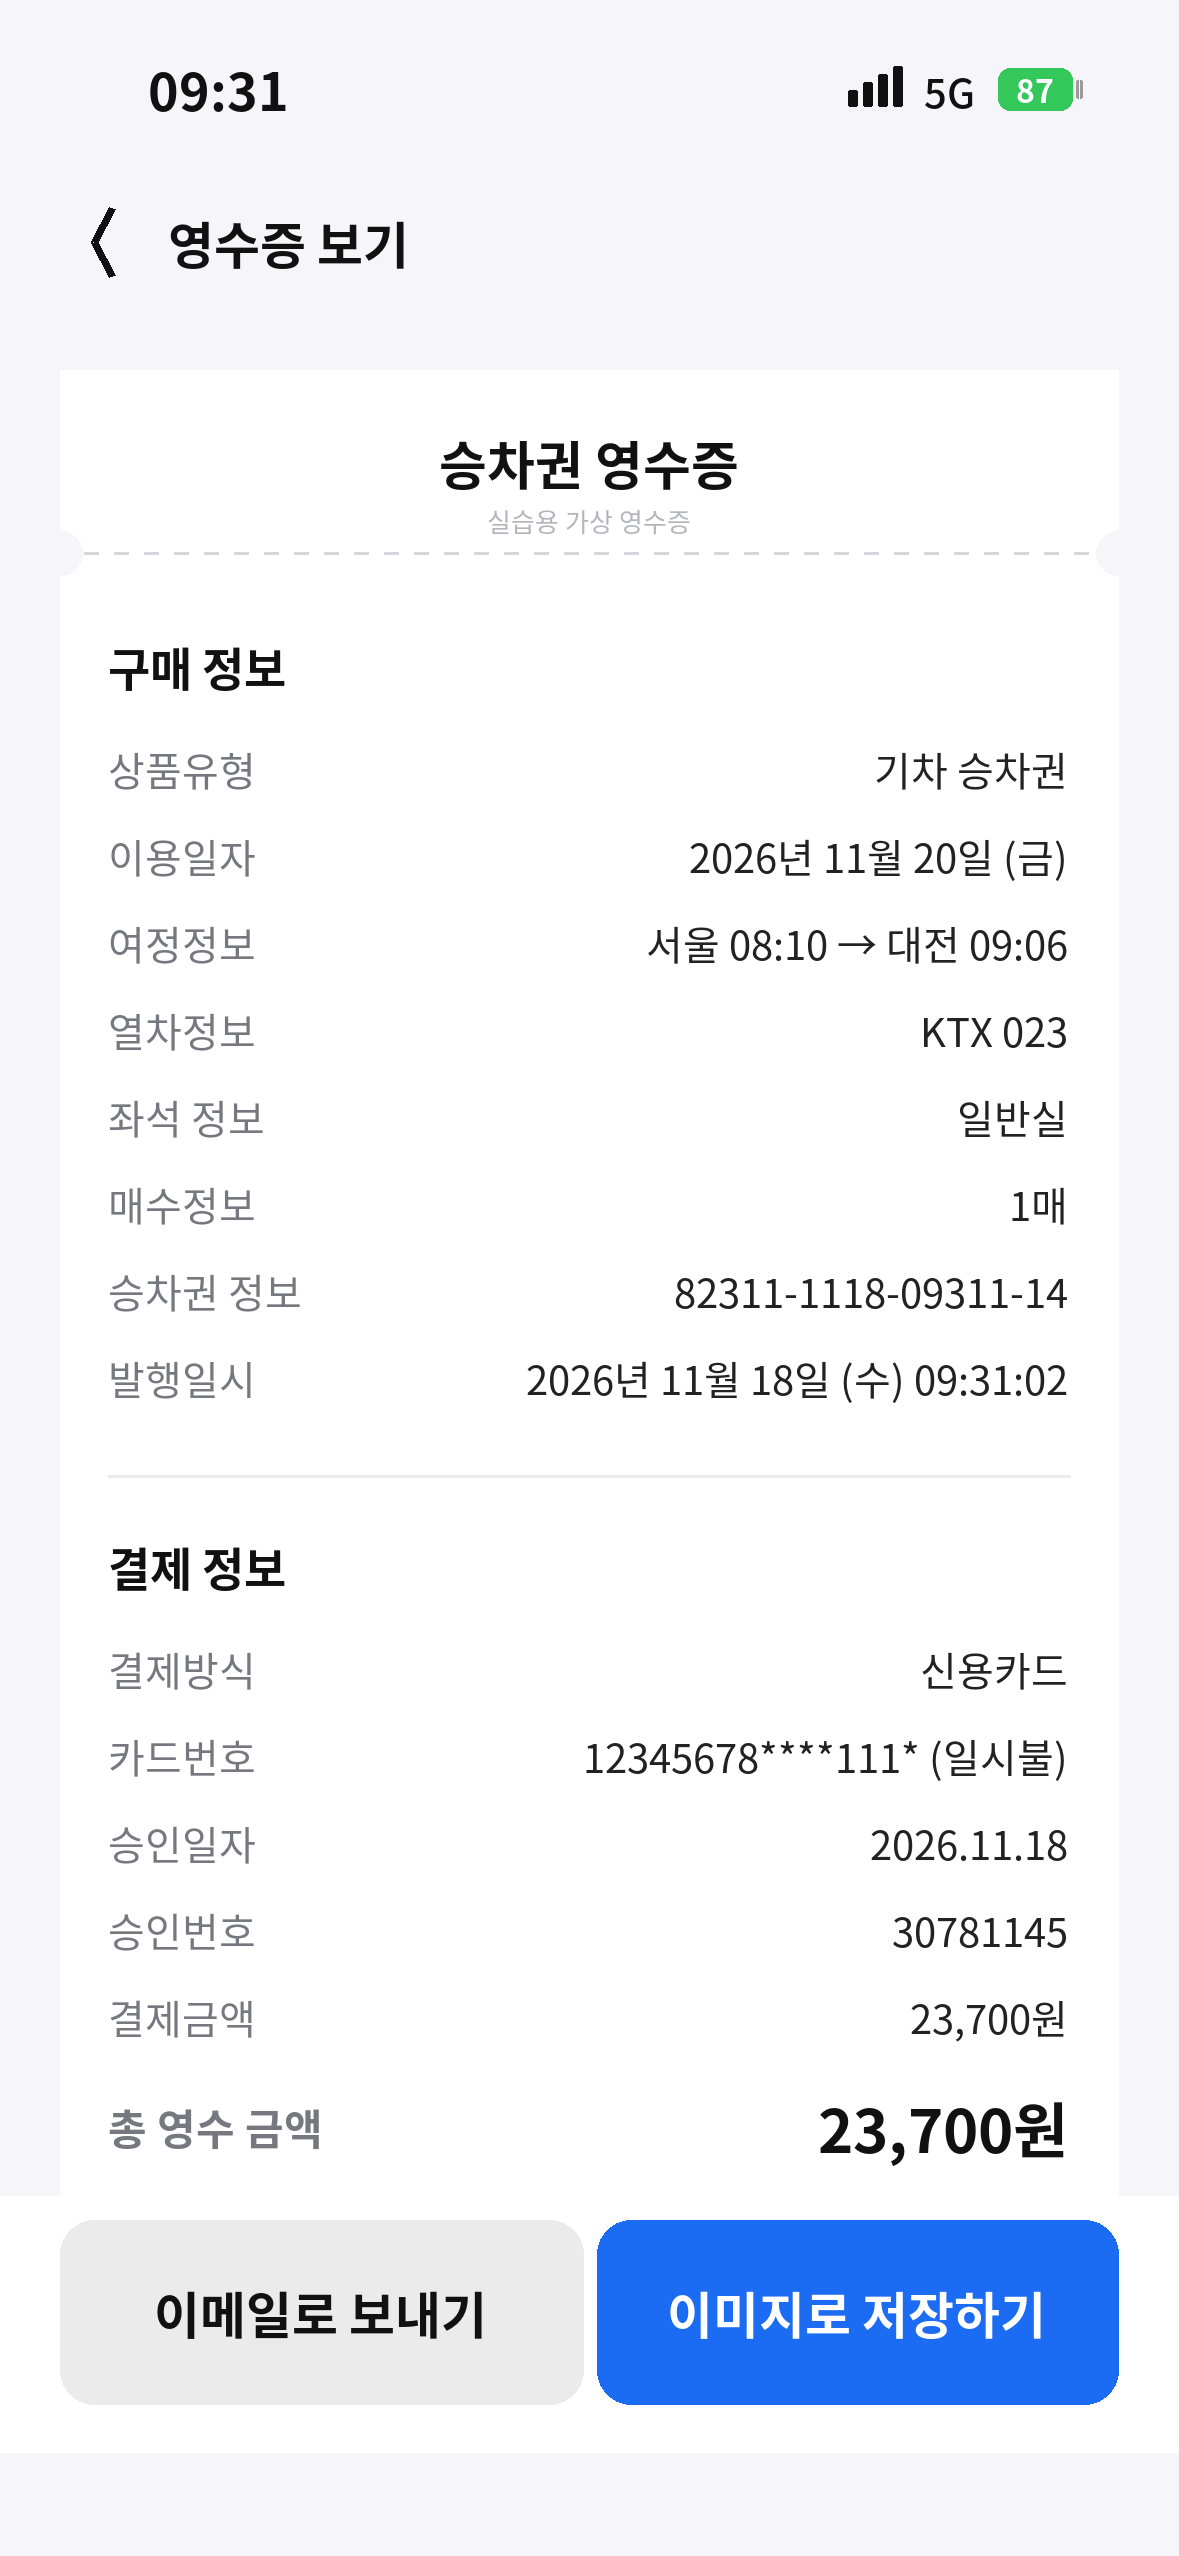 09:31 5G 87
영수증 보기
승차권 영수증
실습용 가상 영수증
구매 정보
상품유형 기차 승차권
이용일자 2026년 11월 20일 (금)
여정정보 서울 08:10 → 대전 09:06
열차정보 KTX 023
좌석 정보 일반실
매수정보 1매
승차권 정보 82311-1118-09311-14
발행일시 2026년 11월 18일 (수) 09:31:02
결제 정보
결제방식 신용카드
카드번호 12345678****111* (일시불)
승인일자 2026.11.18
승인번호 30781145
결제금액 23,700원
총 영수 금액 23,700원
이메일로 보내기 이미지로 저장하기